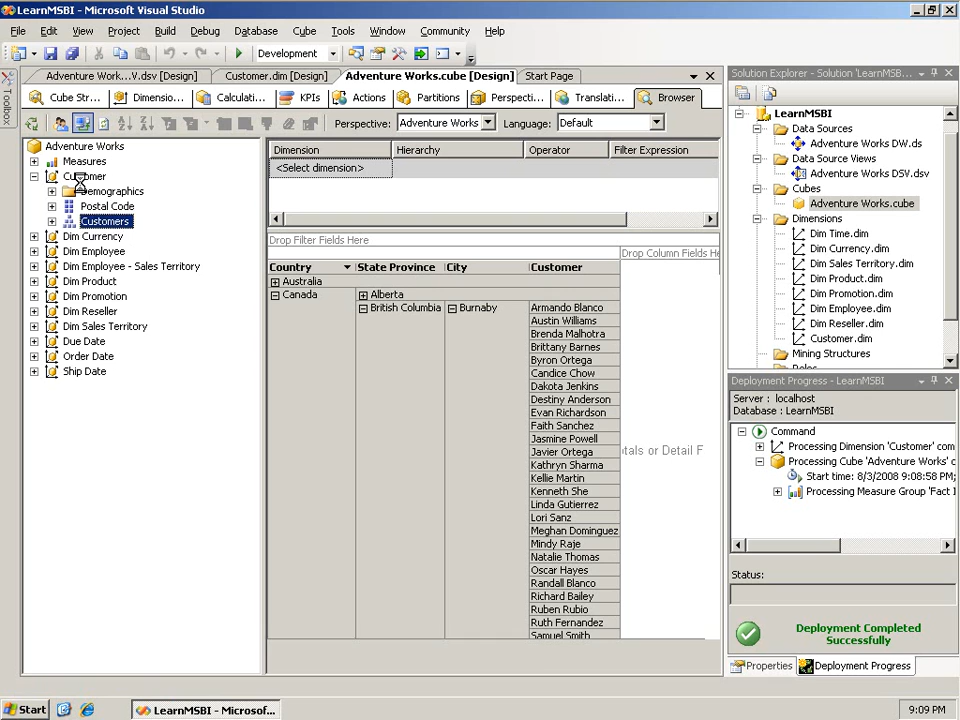 LearnMSBI - Microsoft Visual Studio
File Edit View Project Build Debug Database Cube Tools Window Community Help
Development
Toolbox
Adventure Work...V.dsv [Design] Customer.dim [Design] Adventure Works.cube [Design] Start Page
Cube Str... Dimensio... Calculati... KPIs Actions Partitions Perspecti... Translati... Browser
Perspective: Adventure Works Language: Default
Adventure Works
Measures
Customer
Demographics
Postal Code
Customers
Dim Currency
Dim Employee
Dim Employee - Sales Territory
Dim Product
Dim Promotion
Dim Reseller
Dim Sales Territory
Due Date
Order Date
Ship Date
Dimension Hierarchy Operator Filter Expression
<Select dimension>
Drop Filter Fields Here
Drop Column Fields He
Country State Province City Customer
Australia
Canada Alberta
British Columbia Burnaby Armando Blanco
Austin Williams
Brenda Malhotra
Brittany Barnes
Byron Ortega
Candice Chow
Dakota Jenkins
Destiny Anderson
Evan Richardson
Faith Sanchez
Jasmine Powell
Javier Ortega
otals or Detail F
Kathryn Sharma
Kellie Martin
Kenneth She
Linda Gutierrez
Lori Sanz
Meghan Dominguez
Mindy Raje
Natalie Thomas
Oscar Hayes
Randall Blanco
Richard Bailey
Ruben Rubio
Ruth Fernandez
Samuel Smith
Solution Explorer - Solution 'LearnMSB...
LearnMSBI
Data Sources
Adventure Works DW.ds
Data Source Views
Adventure Works DSV.dsv
Cubes
Adventure Works.cube
Dimensions
Dim Time.dim
Dim Currency.dim
Dim Sales Territory.dim
Dim Product.dim
Dim Promotion.dim
Dim Employee.dim
Dim Reseller.dim
Customer.dim
Mining Structures
Roles
Deployment Progress - LearnMSBI
Server : localhost
Database : LearnMSBI
Command
Processing Dimension 'Customer' com
Processing Cube 'Adventure Works' c
Start time: 8/3/2008 9:08:58 PM;
Processing Measure Group 'Fact I
Status:
Deployment Completed
Successfully
Properties Deployment Progress
Start LearnMSBI - Microsof... 9:09 PM